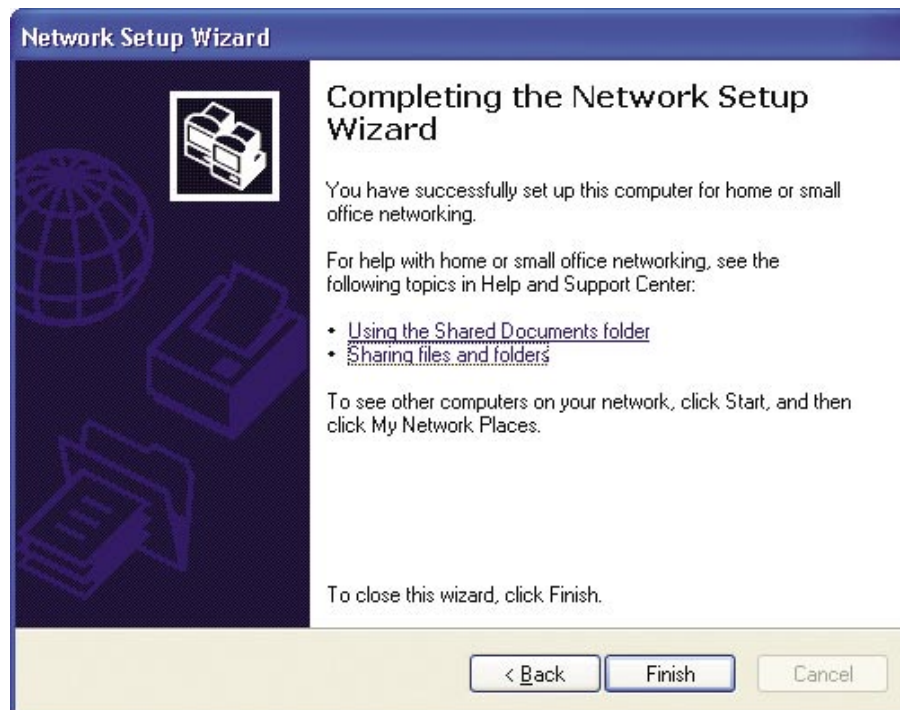 Network Setup Wizard
Completing the Network Setup
Wizard
You have successfully set up this computer for home or small
office networking.
For help with home or small office networking, see the
following topics in Help and Support Center:
• Using the Shared Documents folder
• Sharing files and folders
To see other computers on your network, click Start, and then
click My Network Places.
To close this wizard, click Finish.
< Back Finish Cancel